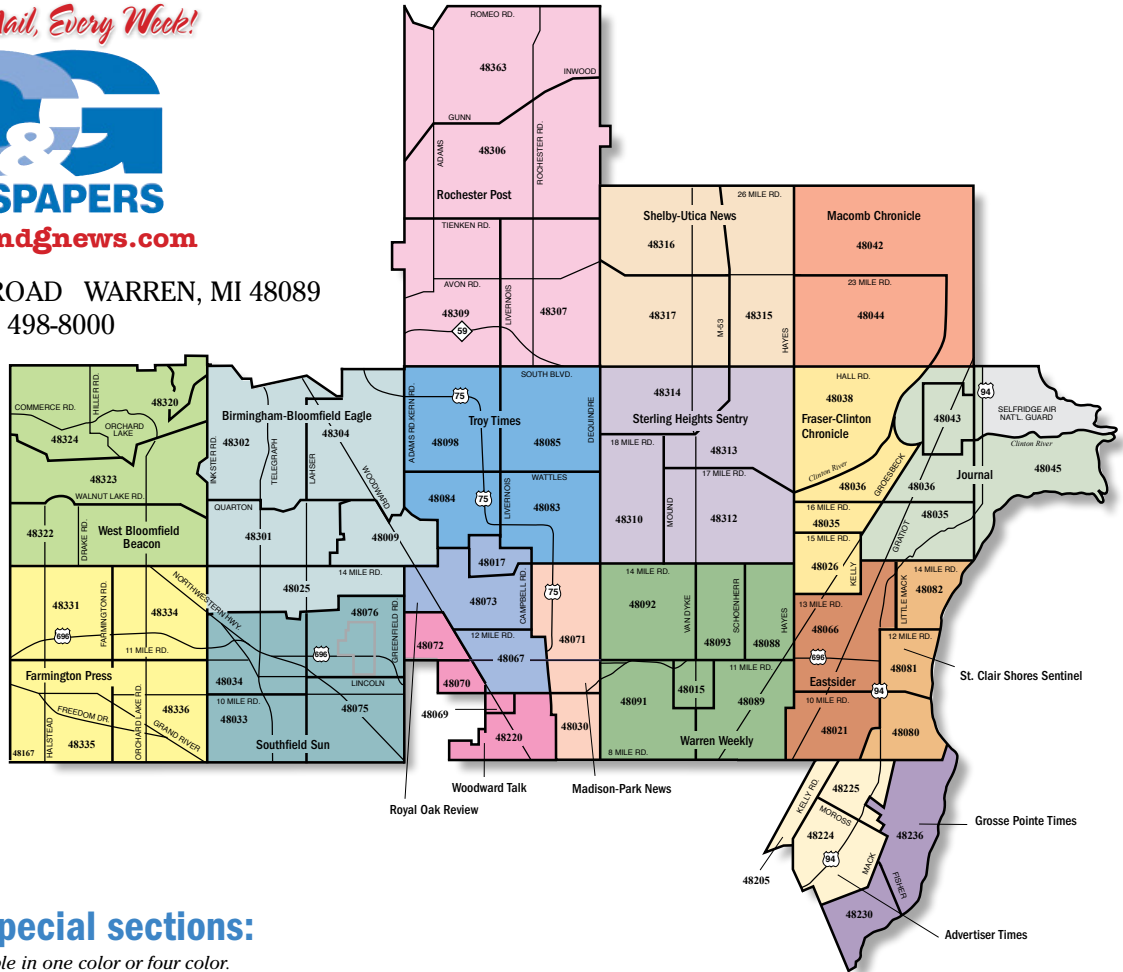 Mail, Every Week!
C&G
SPAPERS
ndgnews.com
ROAD WARREN, MI 48089
498-8000
ROMEO RD.
48363
INWOOD
GUNN
ADAMS
48306
ROCHESTER RD.
Rochester Post
TIENKEN RD.
AVON RD.
48309
LIVERNOIS
48307
59
26 MILE RD.
Shelby-Utica News
48316
48317
M-53
48315
HAYES
Macomb Chronicle
48042
23 MILE RD.
48044
HILLER RD.
48320
COMMERCE RD.
ORCHARD
LAKE
48324
48323
WALNUT LAKE RD.
48322
DRAKE RD.
West Bloomfield
Beacon
Birmingham-Bloomfield Eagle
48302
48304
INKSTER RD.
TELEGRAPH
LAHSER
WOODWARD
QUARTON
48301
48009
48025
14 MILE RD.
SOUTH BLVD.
75
ADAMS RD.
KERN RD.
Troy Times
48098
48085
DEQUINDRE
WATTLES
48084
75
LIVERNOIS
48083
48314
Sterling Heights Sentry
18 MILE RD.
48313
17 MILE RD.
48310
MOUND
48312
HALL RD.
48038
Fraser-Clinton
Chronicle
Clinton River
48036
GROESBECK
16 MILE RD.
48035
15 MILE RD.
48026
KELLY
94
48043
SELFRIDGE AIR
NAT'L. GUARD
Clinton River
48045
Journal
48036
48035
GRATIOT
48331
FARMINGTON RD.
48334
NORTHWESTERN HWY.
696
11 MILE RD.
Farmington Press
FREEDOM DR.
HALSTEAD
ORCHARD LAKE RD.
48336
GRAND RIVER
48167
48335
48076
GREENFIELD RD.
696
LINCOLN
48034
10 MILE RD.
48033
48075
Southfield Sun
48017
48073
CAMPBELL RD.
75
12 MILE RD.
48071
48072
48067
48070
48069
48220
48030
Woodward Talk
Royal Oak Review
Madison-Park News
14 MILE RD.
48092
VAN DYKE
SCHOENHERR
48093
48088
HAYES
11 MILE RD.
48091
48015
48089
8 MILE RD.
Warren Weekly
14 MILE RD.
LITTLE MACK
48082
13 MILE RD.
48066
12 MILE RD.
696
48081
St. Clair Shores Sentinel
Eastsider
94
10 MILE RD.
48021
48080
KELLY RD.
48225
MOROSS
48224
94
MACK
48236
Grosse Pointe Times
48205
FISHER
48230
Advertiser Times
pecial sections:
ble in one color or four color.